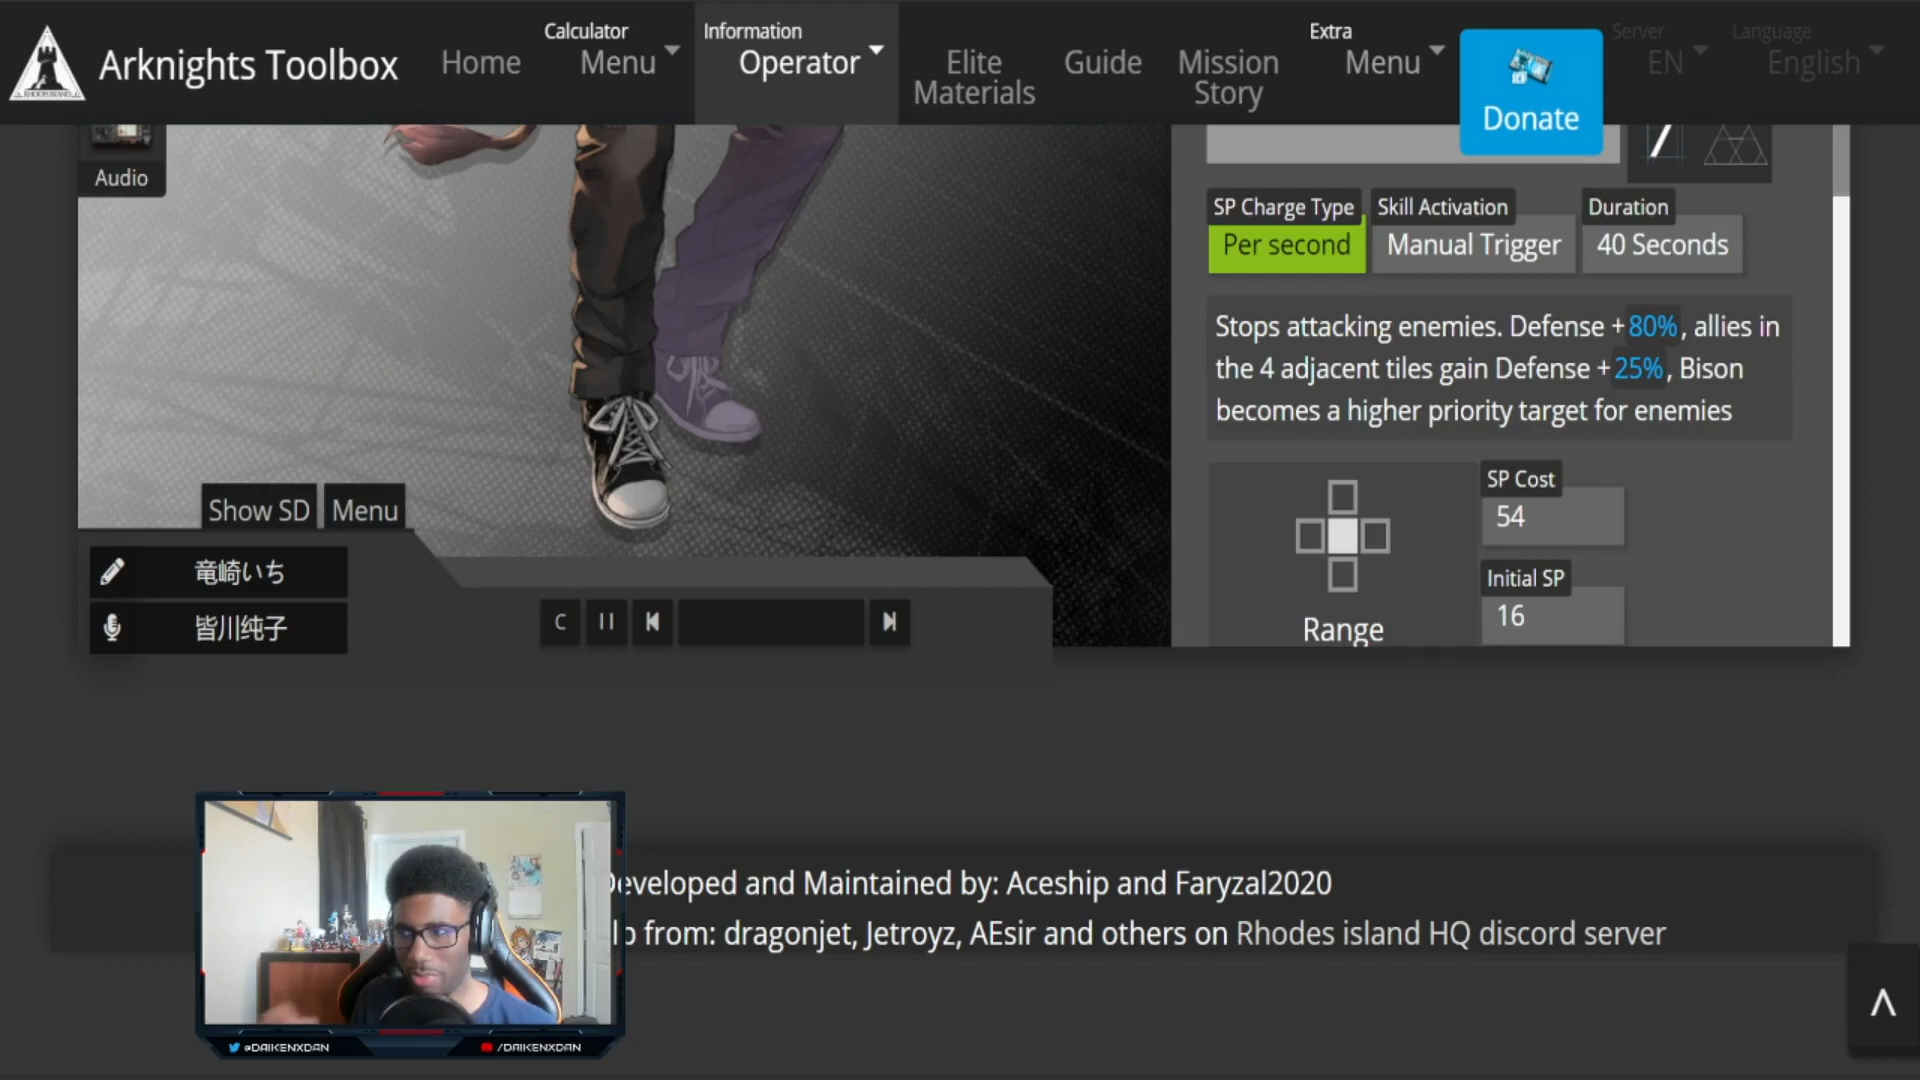 Arknights Toolbox
Home
Calculator
Menu
Information
Operator
Elite
Materials
Guide
Mission
Story
Extra
Menu
Donate
Server
EN
Language
English
Audio
SP Charge Type
Per second
Skill Activation
Manual Trigger
Duration
40 Seconds
Stops attacking enemies. Defense +80%, allies in
the 4 adjacent tiles gain Defense +25%, Bison
becomes a higher priority target for enemies
SP Cost
54
Initial SP
16
Range
Show SD
Menu
竜崎いち
皆川纯子
C
Developed and Maintained by: Aceship and Faryzal2020
lp from: dragonjet, Jetroyz, AEsir and others on Rhodes island HQ discord server
@DAIKENXDAN
/DAIKENXDAN